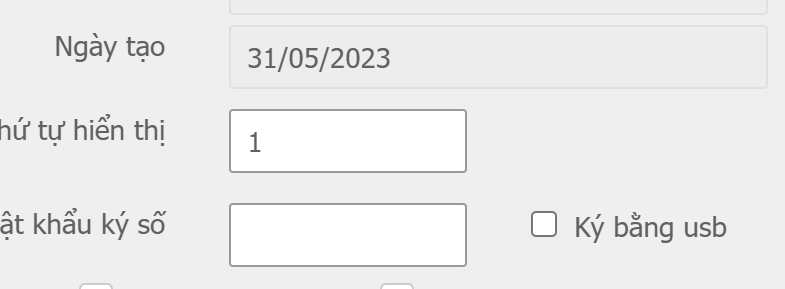 Ngày tạo 31/05/2023
hứ tự hiển thị 1
ật khẩu ký số Ký bằng usb